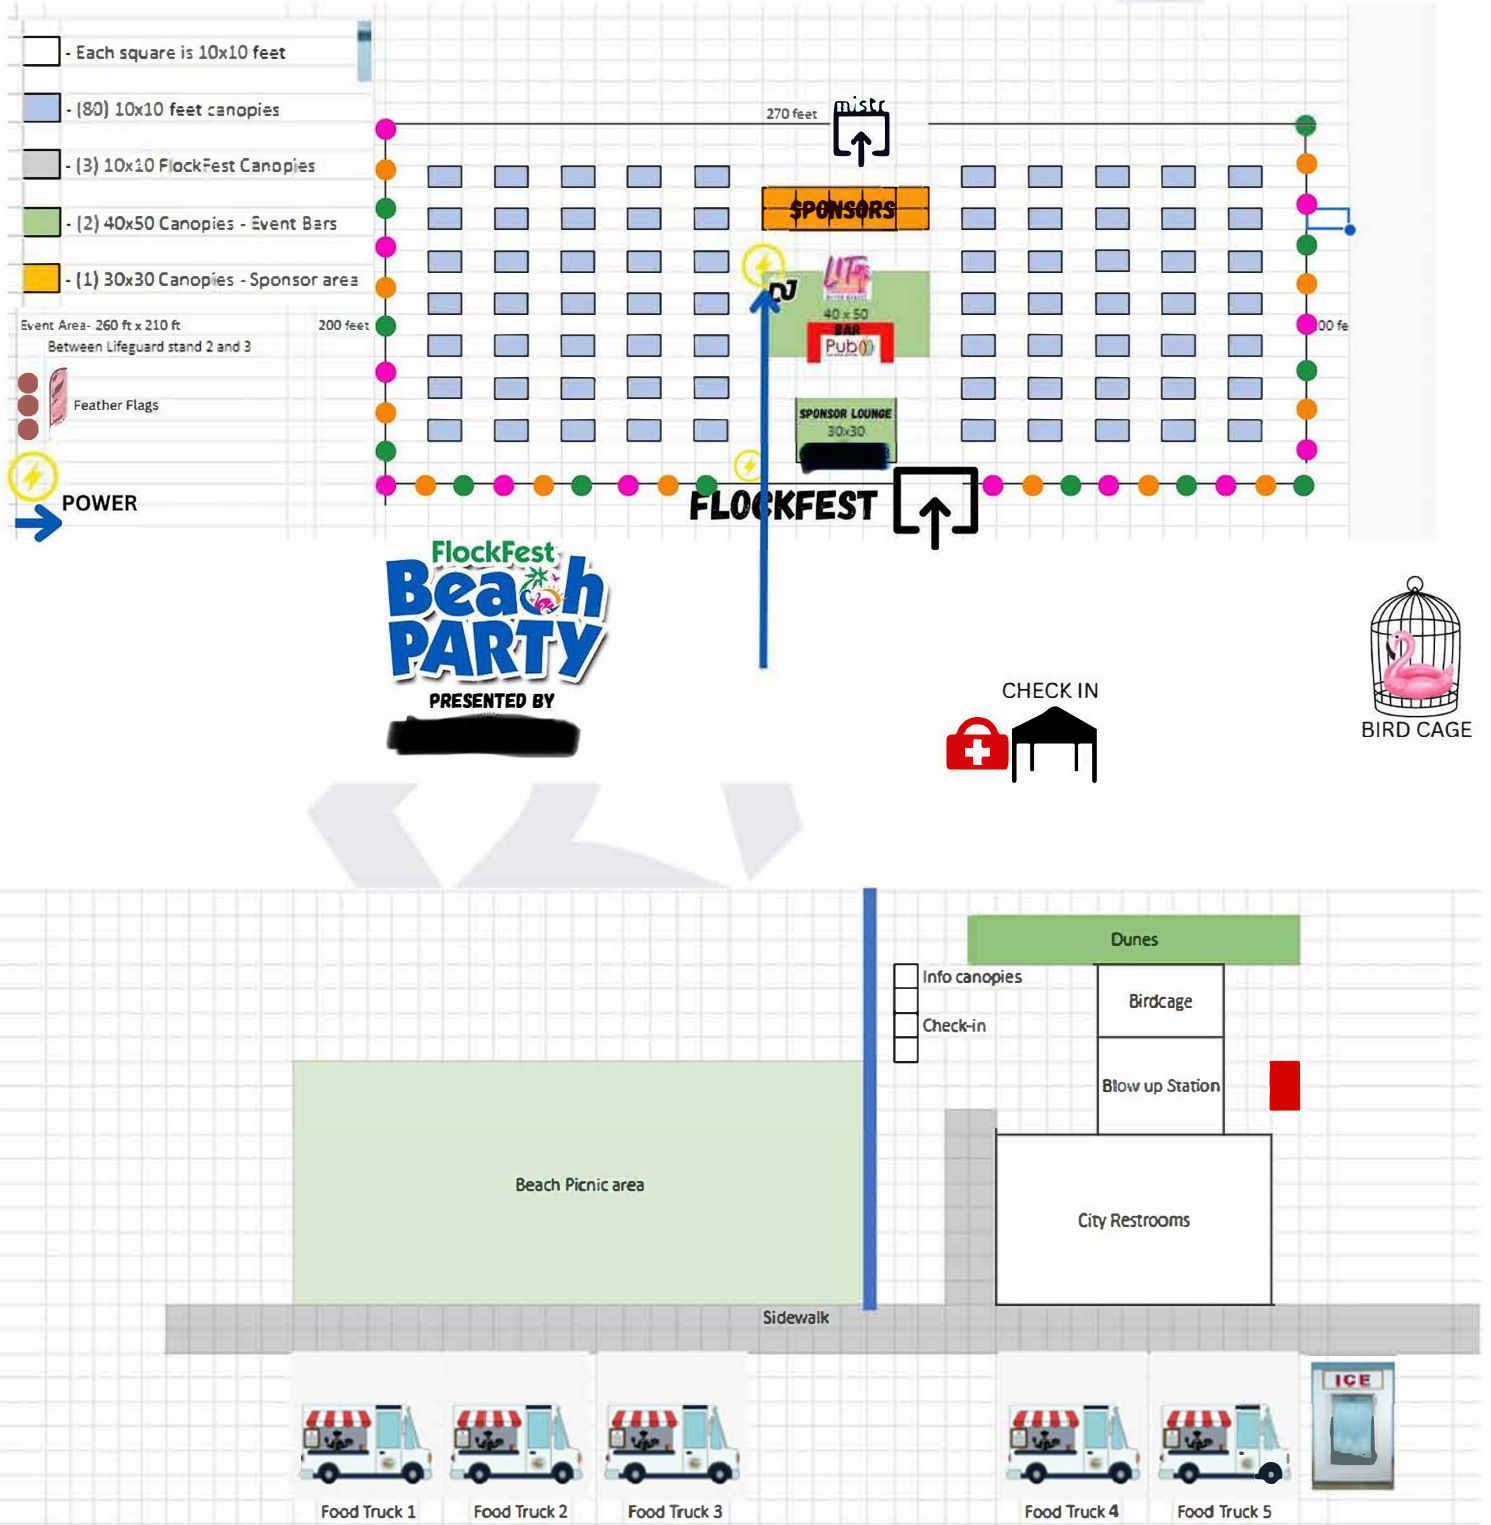 - Each square is 10x10 feet
- (80) 10x10 feet canopies
- (3) 10x10 FlockFest Canopies
- (2) 40x50 Canopies - Event Bars
- (1) 30x30 Canopies - Sponsor area
Event Area- 260 ft x 210 ft
Between Lifeguard stand 2 and 3
Feather Flags
POWER
200 feet
270 feet
mistr
SPONSORS
DJ
40 x 50
BAR
Pub
SPONSOR LOUNGE
30x30
00 fe
FLOCKFEST
FlockFest
Beach
PARTY
PRESENTED BY
CHECK IN
BIRD CAGE
Dunes
Info canopies
Birdcage
Check-in
Blow up Station
Beach Picnic area
City Restrooms
Sidewalk
ICE
Food Truck 1
Food Truck 2
Food Truck 3
Food Truck 4
Food Truck 5